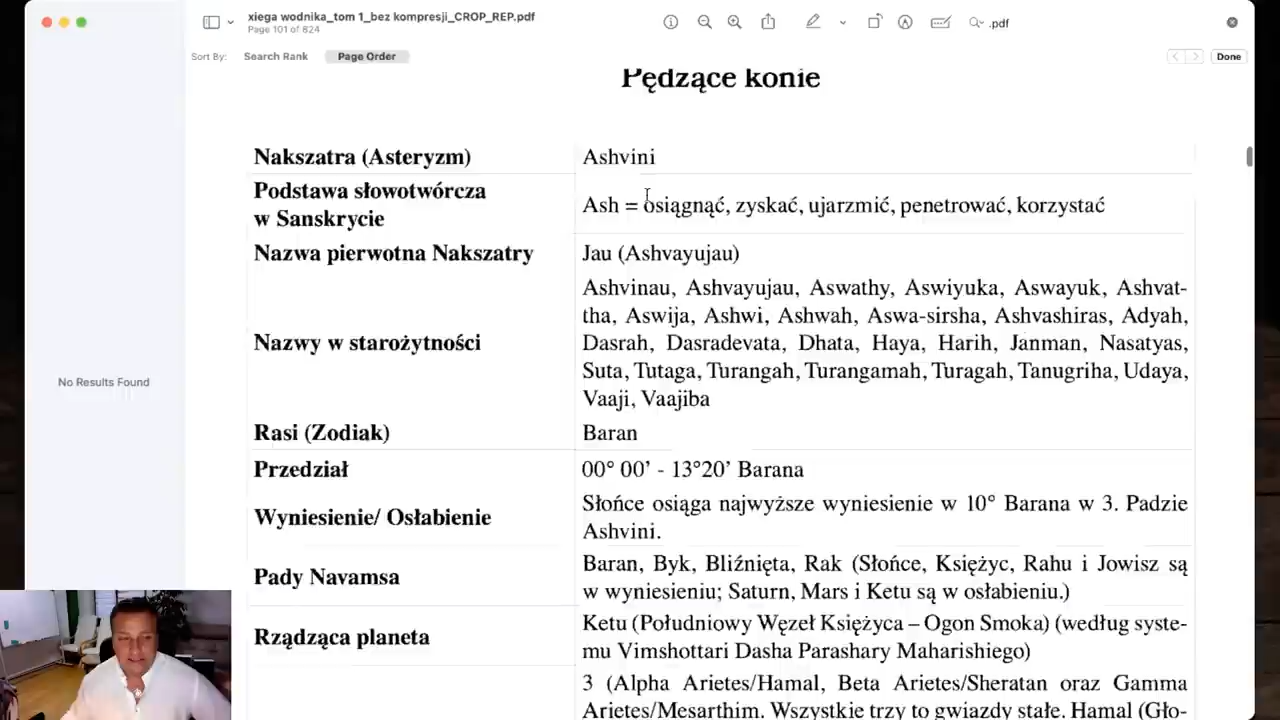 xiega wodnika_tom 1_bez kompresji_CROP_REP.pdf
Page 101 of 824
.pdf
Sort By:
Search Rank
Page Order
Done
No Results Found
Pędzące konie
Nakszatra (Asteryzm)
Ashvini
Podstawa słowotwórcza
w Sanskrycie
Ash = osiągnąć, zyskać, ujarzmić, penetrować, korzystać
Nazwa pierwotna Nakszatry
Jau (Ashvayujau)
Nazwy w starożytności
Ashvinau, Ashvayujau, Aswathy, Aswiyuka, Aswayuk, Ashvat-
tha, Aswija, Ashwi, Ashwah, Aswa-sirsha, Ashvashiras, Adyah,
Dasrah, Dasradevata, Dhata, Haya, Harih, Janman, Nasatyas,
Suta, Tutaga, Turangah, Turangamah, Turagah, Tanugriha, Udaya,
Vaaji, Vaajiba
Rasi (Zodiak)
Baran
Przedział
00° 00’ - 13°20’ Barana
Wyniesienie/ Osłabienie
Słońce osiąga najwyższe wyniesienie w 10° Barana w 3. Padzie
Ashvini.
Pady Navamsa
Baran, Byk, Bliźnięta, Rak (Słońce, Księżyc, Rahu i Jowisz są
w wyniesieniu; Saturn, Mars i Ketu są w osłabieniu.)
Rządząca planeta
Ketu (Południowy Węzeł Księżyca – Ogon Smoka) (według syste-
mu Vimshottari Dasha Parashary Maharishiego)
3 (Alpha Arietes/Hamal, Beta Arietes/Sheratan oraz Gamma
Arietes/Mesarthim. Wszystkie trzy to gwiazdy stałe. Hamal (Gło-